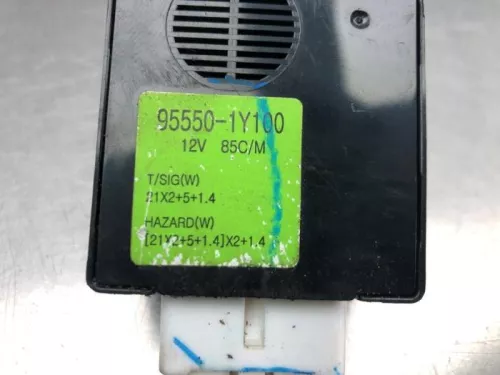 95550-1Y100
12V 85C/M
T/SIG(W)
21X2+5+1.4
HAZARD(W)
[21X2+5+1.4]X2+1.4